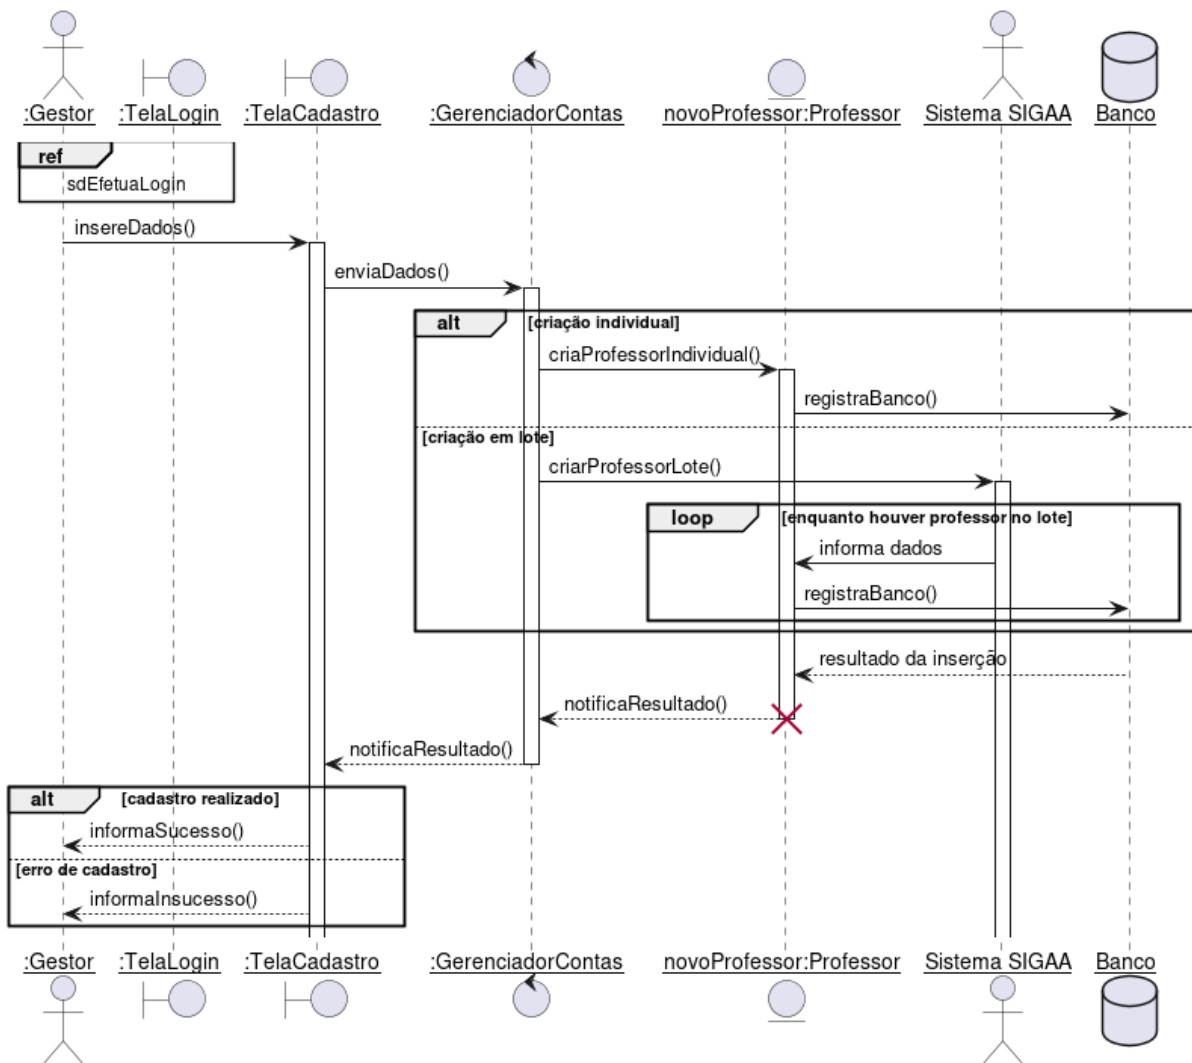 :Gestor :TelaLogin :TelaCadastro :GerenciadorContas novoProfessor:Professor Sistema SIGAA Banco
ref
sdEfetuaLogin
insereDados()
enviaDados()
alt [criação individual]
criaProfessorIndividual()
registraBanco()
[criação em lote]
criarProfessorLote()
loop [enquanto houver professor no lote]
informa dados
registraBanco()
resultado da inserção
notificaResultado()
notificaResultado()
alt [cadastro realizado]
informaSucesso()
[erro de cadastro]
informaInsucesso()
:Gestor :TelaLogin :TelaCadastro :GerenciadorContas novoProfessor:Professor Sistema SIGAA Banco